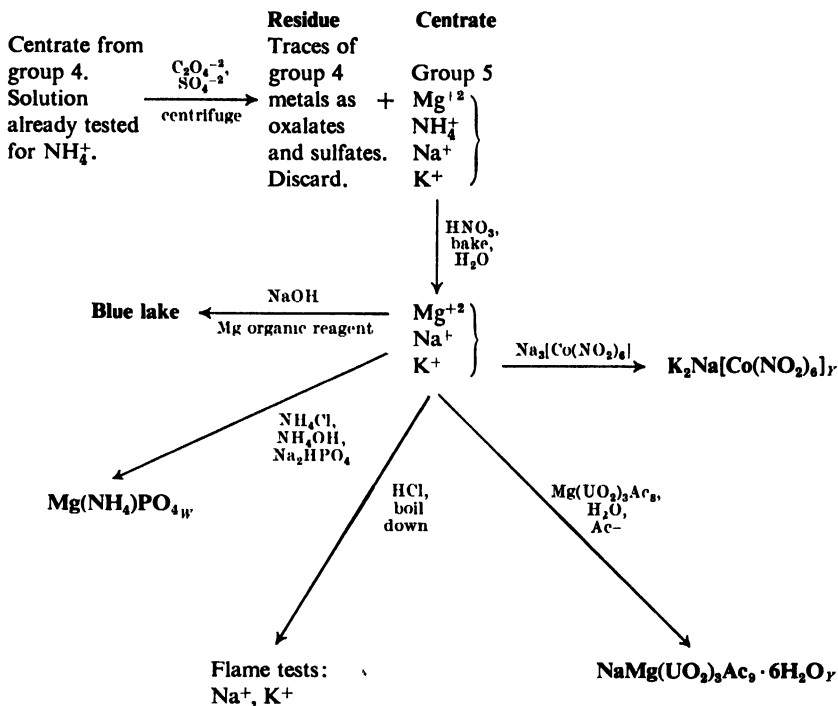 Residue Centrate
Centrate from
group 4.
Solution
already tested
for NH₄⁺.
C₂O₄⁻²,
SO₄⁻²
centrifuge
Traces of
group 4
metals as
oxalates
and sulfates.
Discard.
+
Group 5
Mg⁺²
NH₄⁺
Na⁺
K⁺
HNO₃,
bake,
H₂O
Blue lake
NaOH
Mg organic reagent
Mg⁺²
Na⁺
K⁺
Na₃[Co(NO₂)₆]
K₂Na[Co(NO₂)₆]Y
NH₄Cl,
NH₄OH,
Na₂HPO₄
Mg(NH₄)PO₄W
HCl,
boil
down
Mg(UO₂)₃Ac₈,
H₂O,
Ac–
Flame tests:
Na⁺, K⁺
NaMg(UO₂)₃Ac₉ · 6H₂OY